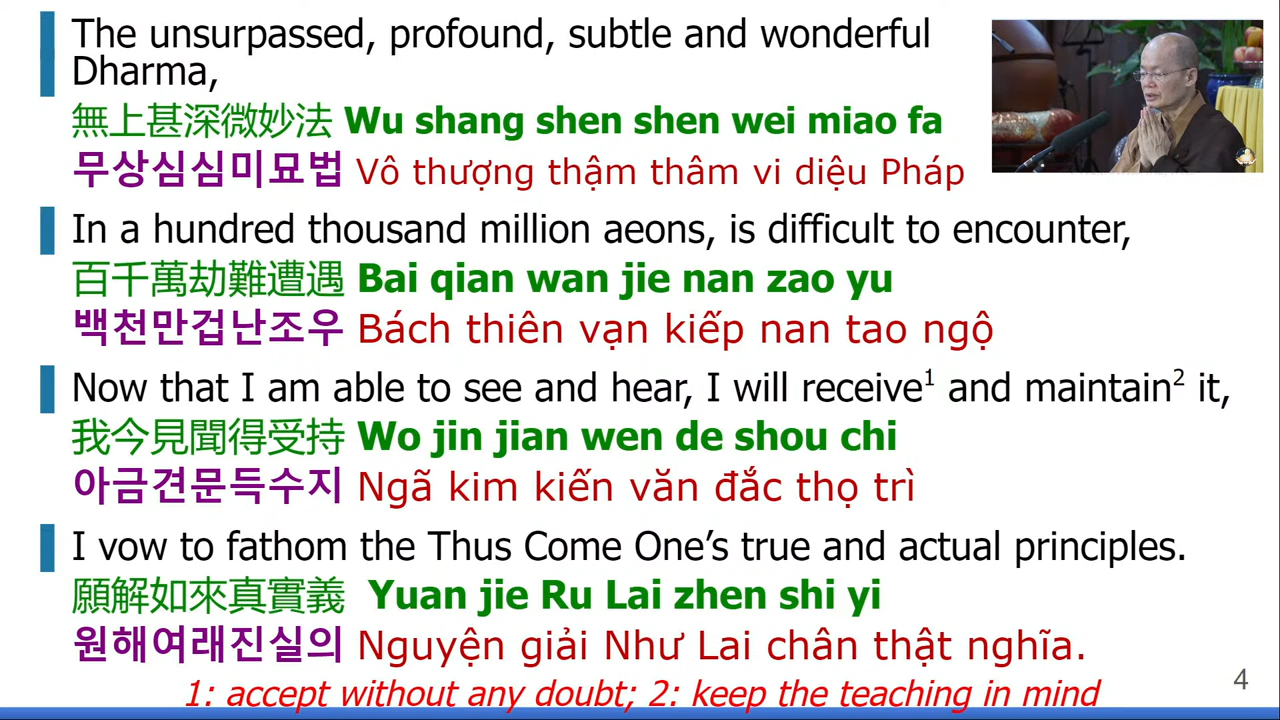 The unsurpassed, profound, subtle and wonderful
Dharma,
無上甚深微妙法 Wu shang shen shen wei miao fa
무상심심미묘법 Vô thượng thậm thâm vi diệu Pháp
In a hundred thousand million aeons, is difficult to encounter,
百千萬劫難遭遇 Bai qian wan jie nan zao yu
백천만겁난조우 Bách thiên vạn kiếp nan tao ngộ
Now that I am able to see and hear, I will receive¹ and maintain² it,
我今見聞得受持 Wo jin jian wen de shou chi
아금견문득수지 Ngã kim kiến văn đắc thọ trì
I vow to fathom the Thus Come One’s true and actual principles.
願解如來真實義 Yuan jie Ru Lai zhen shi yi
원해여래진실의 Nguyện giải Như Lai chân thật nghĩa.
1: accept without any doubt; 2: keep the teaching in mind
4